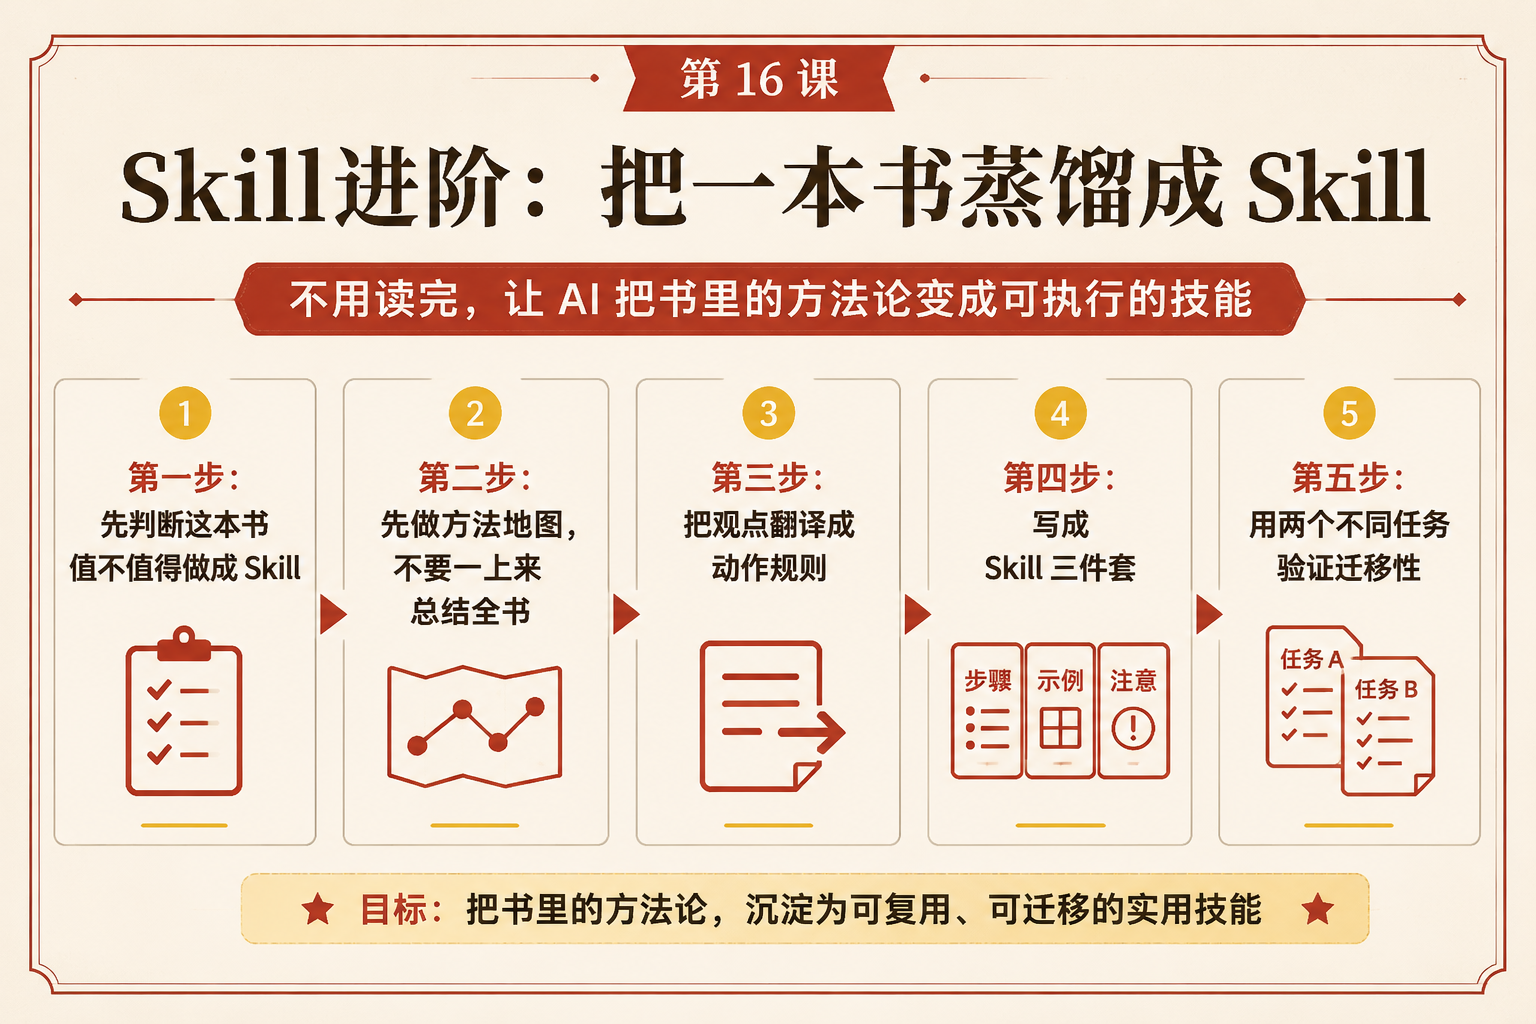 第 16 课
Skill进阶：把一本书蒸馏成 Skill
不用读完，让 AI 把书里的方法论变成可执行的技能
1
第一步：
先判断这本书
值不值得做成 Skill
2
第二步：
先做方法地图，
不要一上来
总结全书
3
第三步：
把观点翻译成
动作规则
4
第四步：
写成
Skill 三件套
步骤
示例
注意
5
第五步：
用两个不同任务
验证迁移性
任务 A
任务 B
目标：把书里的方法论，沉淀为可复用、可迁移的实用技能